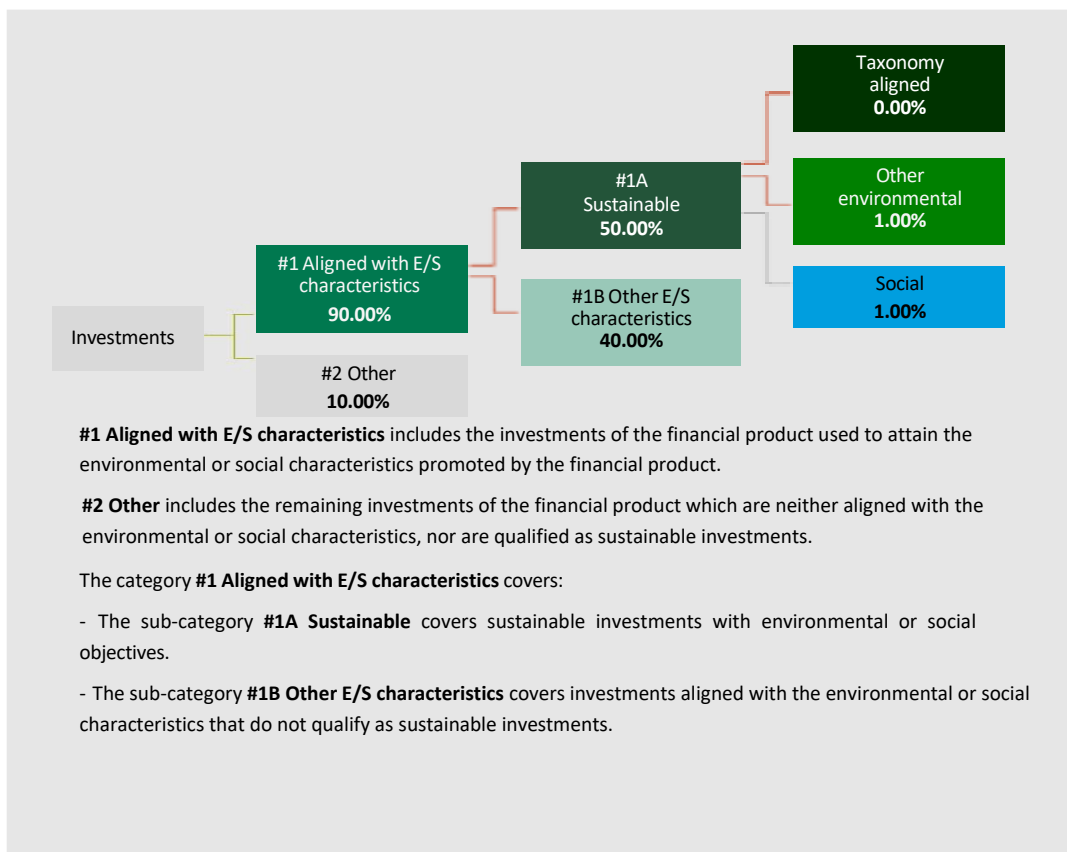 Taxonomy
aligned
0.00%
#1A
Sustainable
50.00%
Other
environmental
1.00%
#1 Aligned with E/S
characteristics
90.00%
#1B Other E/S
characteristics
40.00%
Social
1.00%
Investments
#2 Other
10.00%
#1 Aligned with E/S characteristics includes the investments of the financial product used to attain the
environmental or social characteristics promoted by the financial product.
#2 Other includes the remaining investments of the financial product which are neither aligned with the
environmental or social characteristics, nor are qualified as sustainable investments.
The category #1 Aligned with E/S characteristics covers:
- The sub-category #1A Sustainable covers sustainable investments with environmental or social
objectives.
- The sub-category #1B Other E/S characteristics covers investments aligned with the environmental or social
characteristics that do not qualify as sustainable investments.